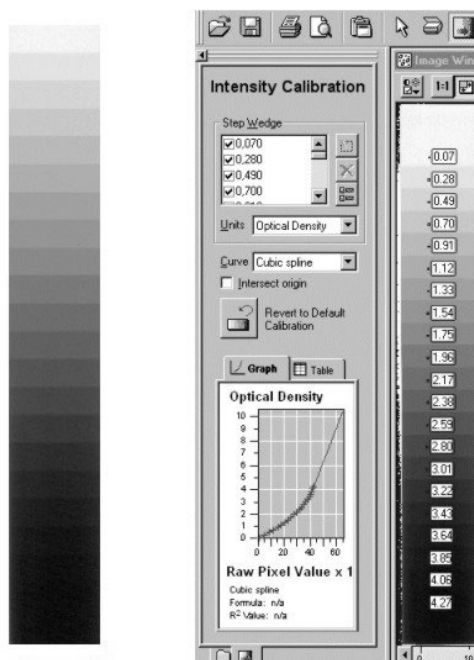 Image Win
1:1
Intensity Calibration
Step Wedge
0,070
0,280
0,490
0,700
Units Optical Density
Curve Cubic spline
Intersect origin
Revert to Default
Calibration
Graph Table
Optical Density
10
9
8
7
6
5
4
3
2
1
0
0 20 40 60
Raw Pixel Value x 1
Cubic spline
Formula: n/a
R² Value: n/a
0.07
0.28
0.49
0.70
0.91
1.12
1.33
1.54
1.75
1.96
2.17
2.38
2.59
2.80
3.01
3.22
3.43
3.64
3.85
4.06
4.27
0 10